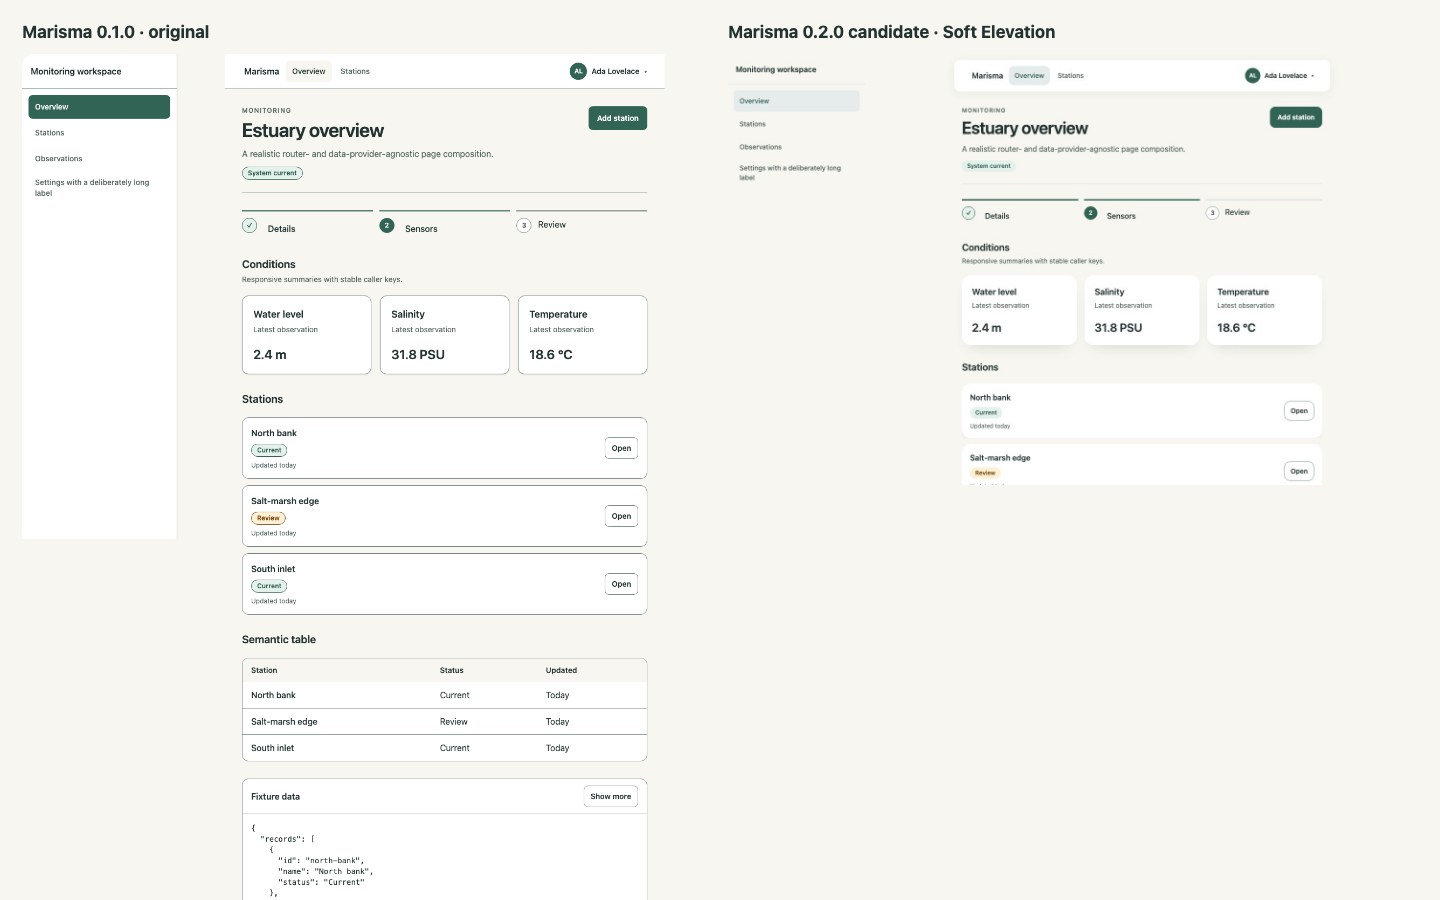 Marisma 0.1.0 · original
Monitoring workspace
Overview
Stations
Observations
Settings with a deliberately long
label
Marisma
Overview
Stations
AL
Ada Lovelace
MONITORING
Estuary overview
Add station
A realistic router- and data-provider-agnostic page composition.
System current
Details
2
Sensors
3
Review
Conditions
Responsive summaries with stable caller keys.
Water level
Latest observation
2.4 m
Salinity
Latest observation
31.8 PSU
Temperature
Latest observation
18.6 °C
Stations
North bank
Current
Updated today
Open
Salt-marsh edge
Review
Updated today
Open
South inlet
Current
Updated today
Open
Semantic table
Station Status Updated
North bank Current Today
Salt-marsh edge Review Today
South inlet Current Today
Fixture data
Show more
{
"records": [
{
"id": "north-bank",
"name": "North bank",
"status": "Current"
},
Marisma 0.2.0 candidate · Soft Elevation
Monitoring workspace
Overview
Stations
Observations
Settings with a deliberately long
label
Marisma
Overview
Stations
AL
Ada Lovelace
MONITORING
Estuary overview
Add station
A realistic router- and data-provider-agnostic page composition.
System current
Details
2
Sensors
3
Review
Conditions
Responsive summaries with stable caller keys.
Water level
Latest observation
2.4 m
Salinity
Latest observation
31.8 PSU
Temperature
Latest observation
18.6 °C
Stations
North bank
Current
Updated today
Open
Salt-marsh edge
Review
Open